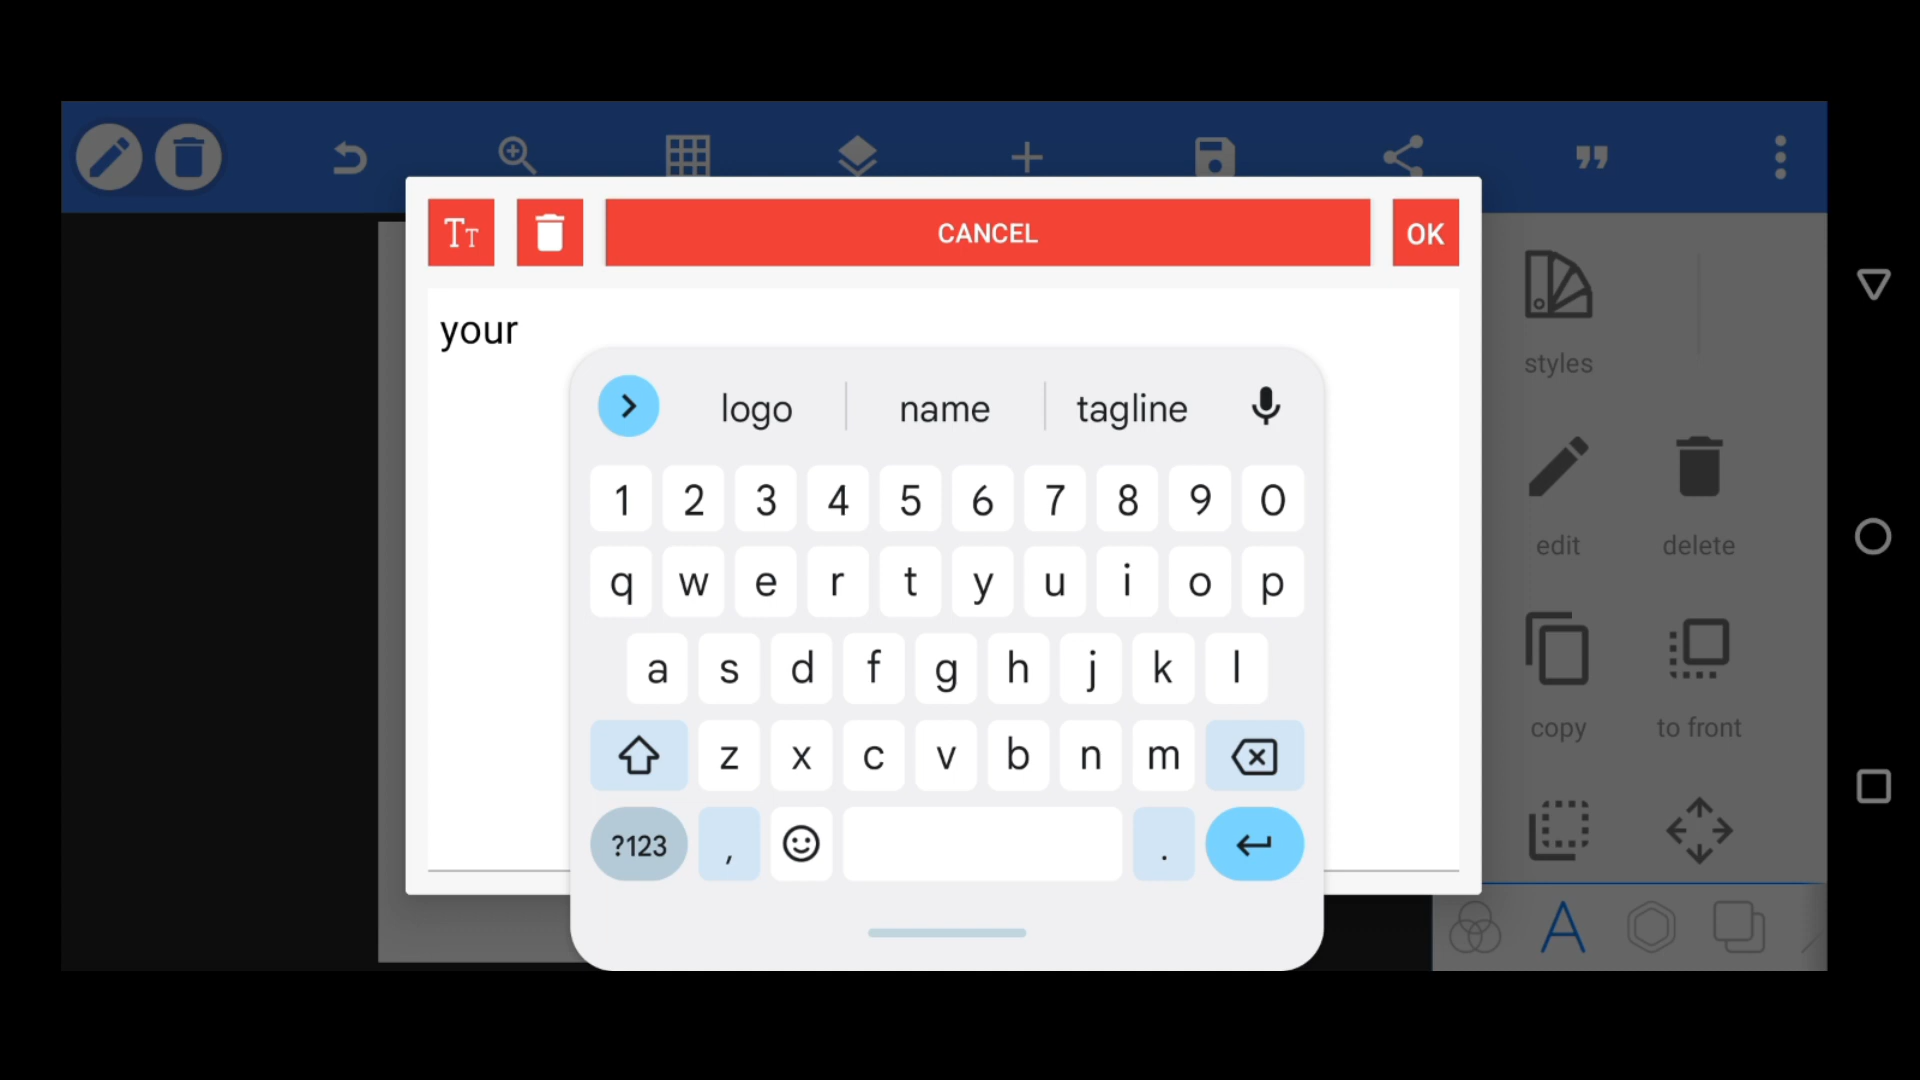 Tт
CANCEL
OK
your
logo
name
tagline
1 2 3 4 5 6 7 8 9 0
q w e r t y u i o p
a s d f g h j k l
z x c v b n m
?123 , .
styles
edit
delete
copy
to front
A